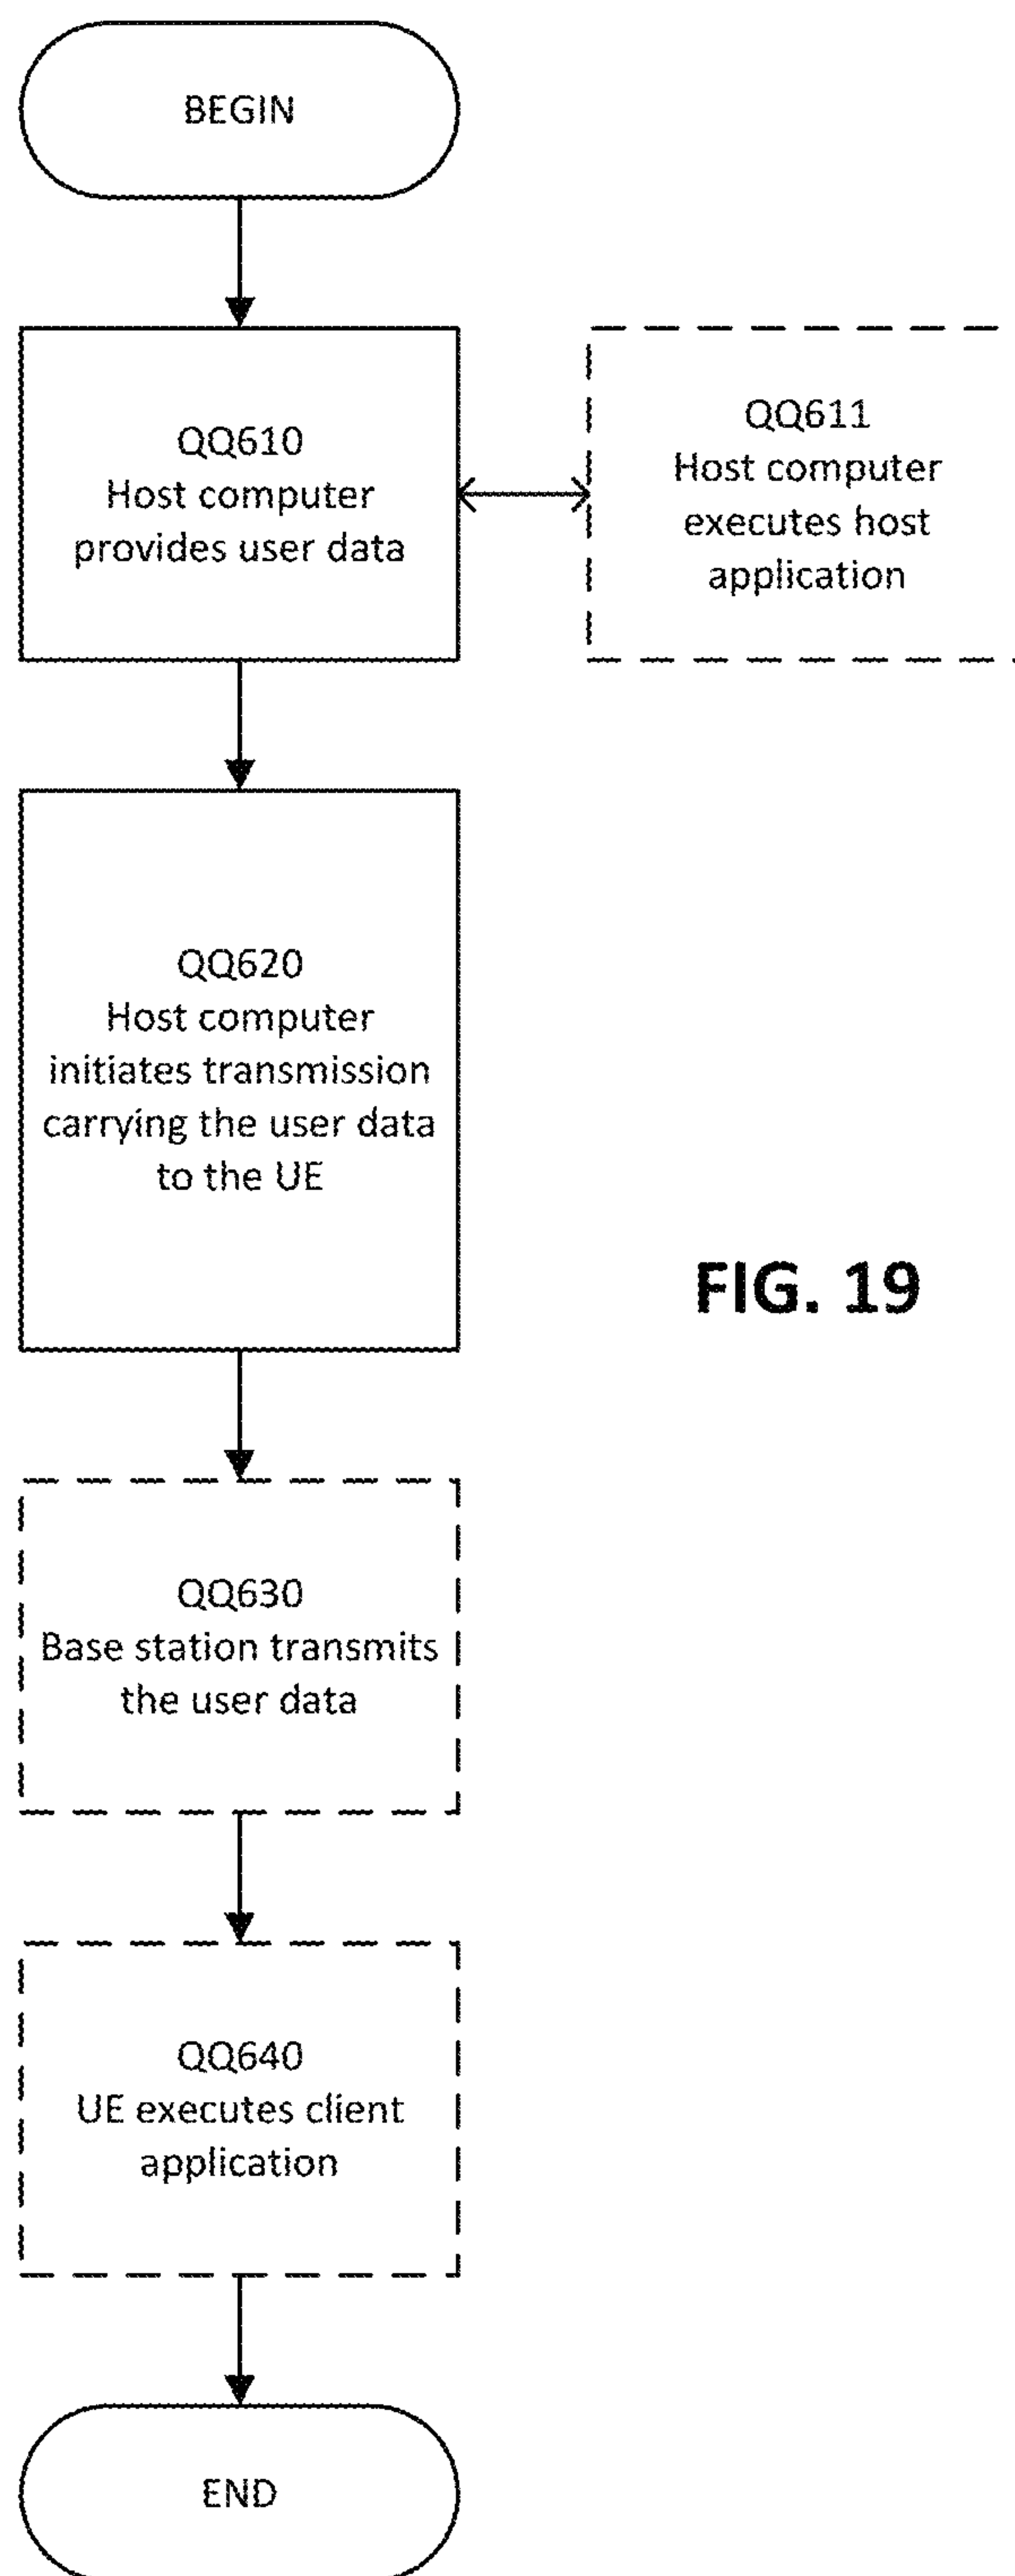 BEGIN
QQ610
Host computer
provides user data
QQ611
Host computer
executes host
application
QQ620
Host computer
initiates transmission
carrying the user data
to the UE
FIG. 19
QQ630
Base station transmits
the user data
QQ640
UE executes client
application
END